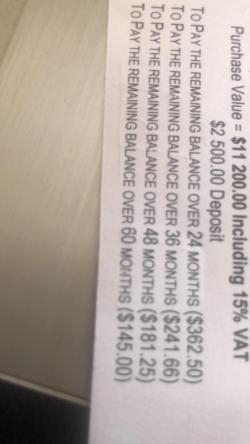 Purchase Value = $11 200.00 including 15% VAT
$2 500.00 Deposit
TO PAY THE REMAINING BALANCE OVER 24 MONTHS ($362.50)
TO PAY THE REMAINING BALANCE OVER 36 MONTHS ($241.66)
TO PAY THE REMAINING BALANCE OVER 48 MONTHS ($181.25)
TO PAY THE REMAINING BALANCE OVER 60 MONTHS ($145.00)